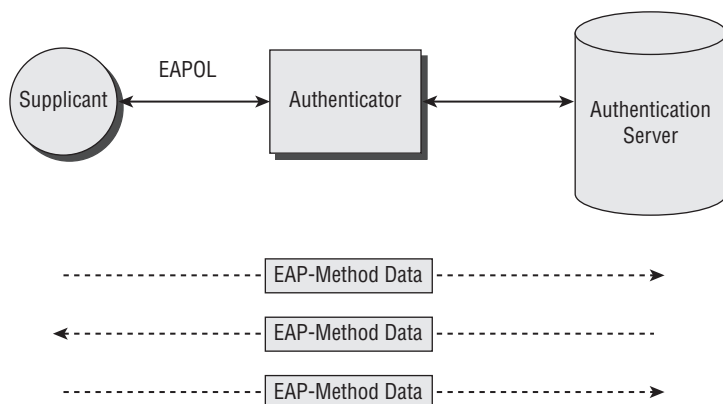 EAPOL
Supplicant
Authenticator
Authentication
Server
EAP-Method Data
EAP-Method Data
EAP-Method Data